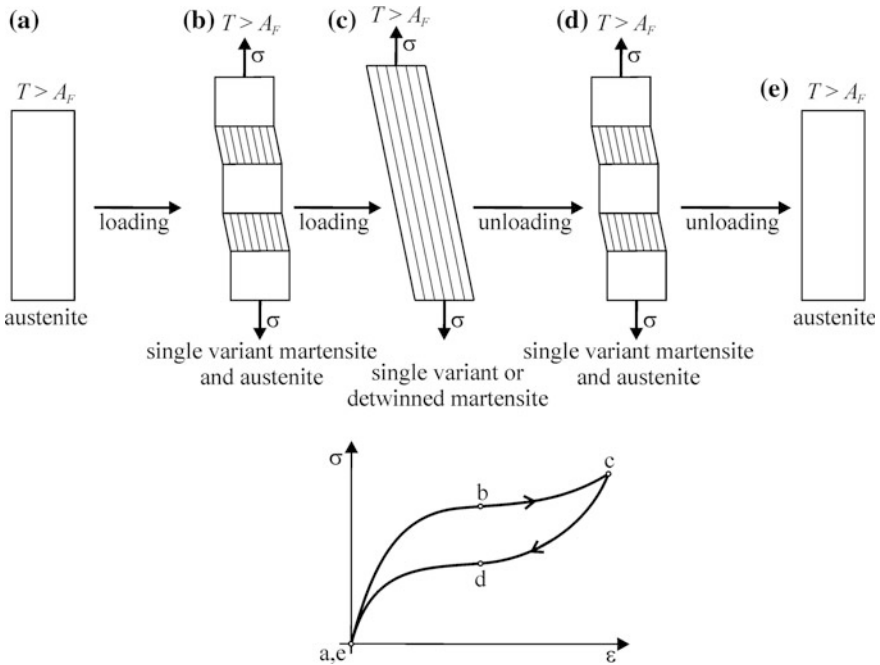 (a)
T > A_F
austenite
loading
(b)
T > A_F
σ
σ
single variant martensite
and austenite
loading
(c)
T > A_F
σ
σ
single variant or
detwinned martensite
unloading
(d)
T > A_F
σ
σ
single variant martensite
and austenite
unloading
(e)
T > A_F
austenite
σ
c
b
d
a,e
ε